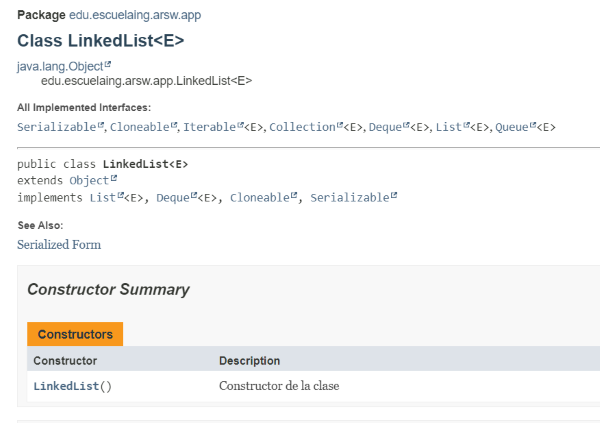 Package edu.escuelaing.arsw.app
Class LinkedList<E>
java.lang.Object
edu.escuelaing.arsw.app.LinkedList<E>
All Implemented Interfaces:
Serializable, Cloneable, Iterable<E>, Collection<E>, Deque<E>, List<E>, Queue<E>
public class LinkedList<E>
extends Object
implements List<E>, Deque<E>, Cloneable, Serializable
See Also:
Serialized Form
Constructor Summary
Constructors
Constructor Description
LinkedList() Constructor de la clase